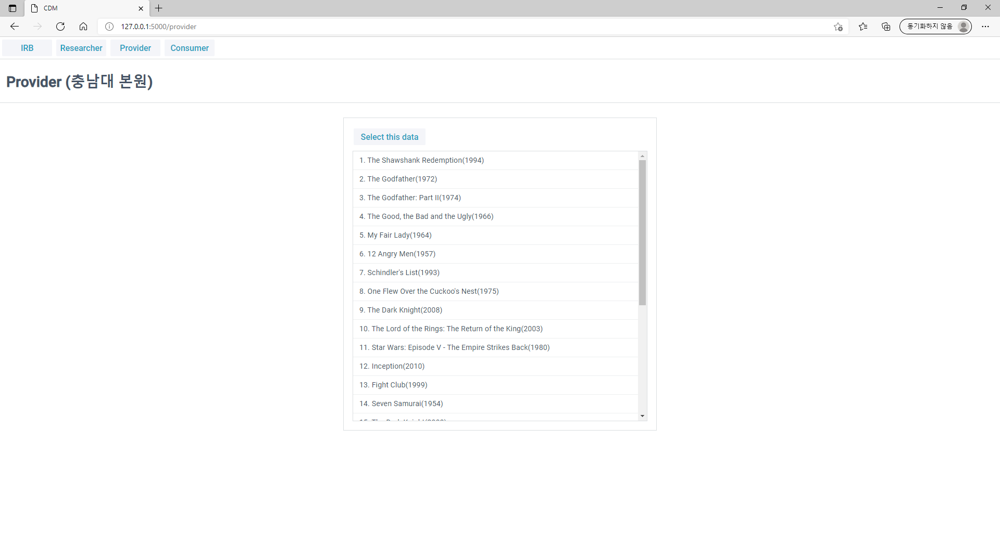 CDM
127.0.0.1:5000/provider
동기화하지 않음
IRB Researcher Provider Consumer
Provider (충남대 본원)
Select this data
1. The Shawshank Redemption(1994)
2. The Godfather(1972)
3. The Godfather: Part II(1974)
4. The Good, the Bad and the Ugly(1966)
5. My Fair Lady(1964)
6. 12 Angry Men(1957)
7. Schindler's List(1993)
8. One Flew Over the Cuckoo's Nest(1975)
9. The Dark Knight(2008)
10. The Lord of the Rings: The Return of the King(2003)
11. Star Wars: Episode V - The Empire Strikes Back(1980)
12. Inception(2010)
13. Fight Club(1999)
14. Seven Samurai(1954)